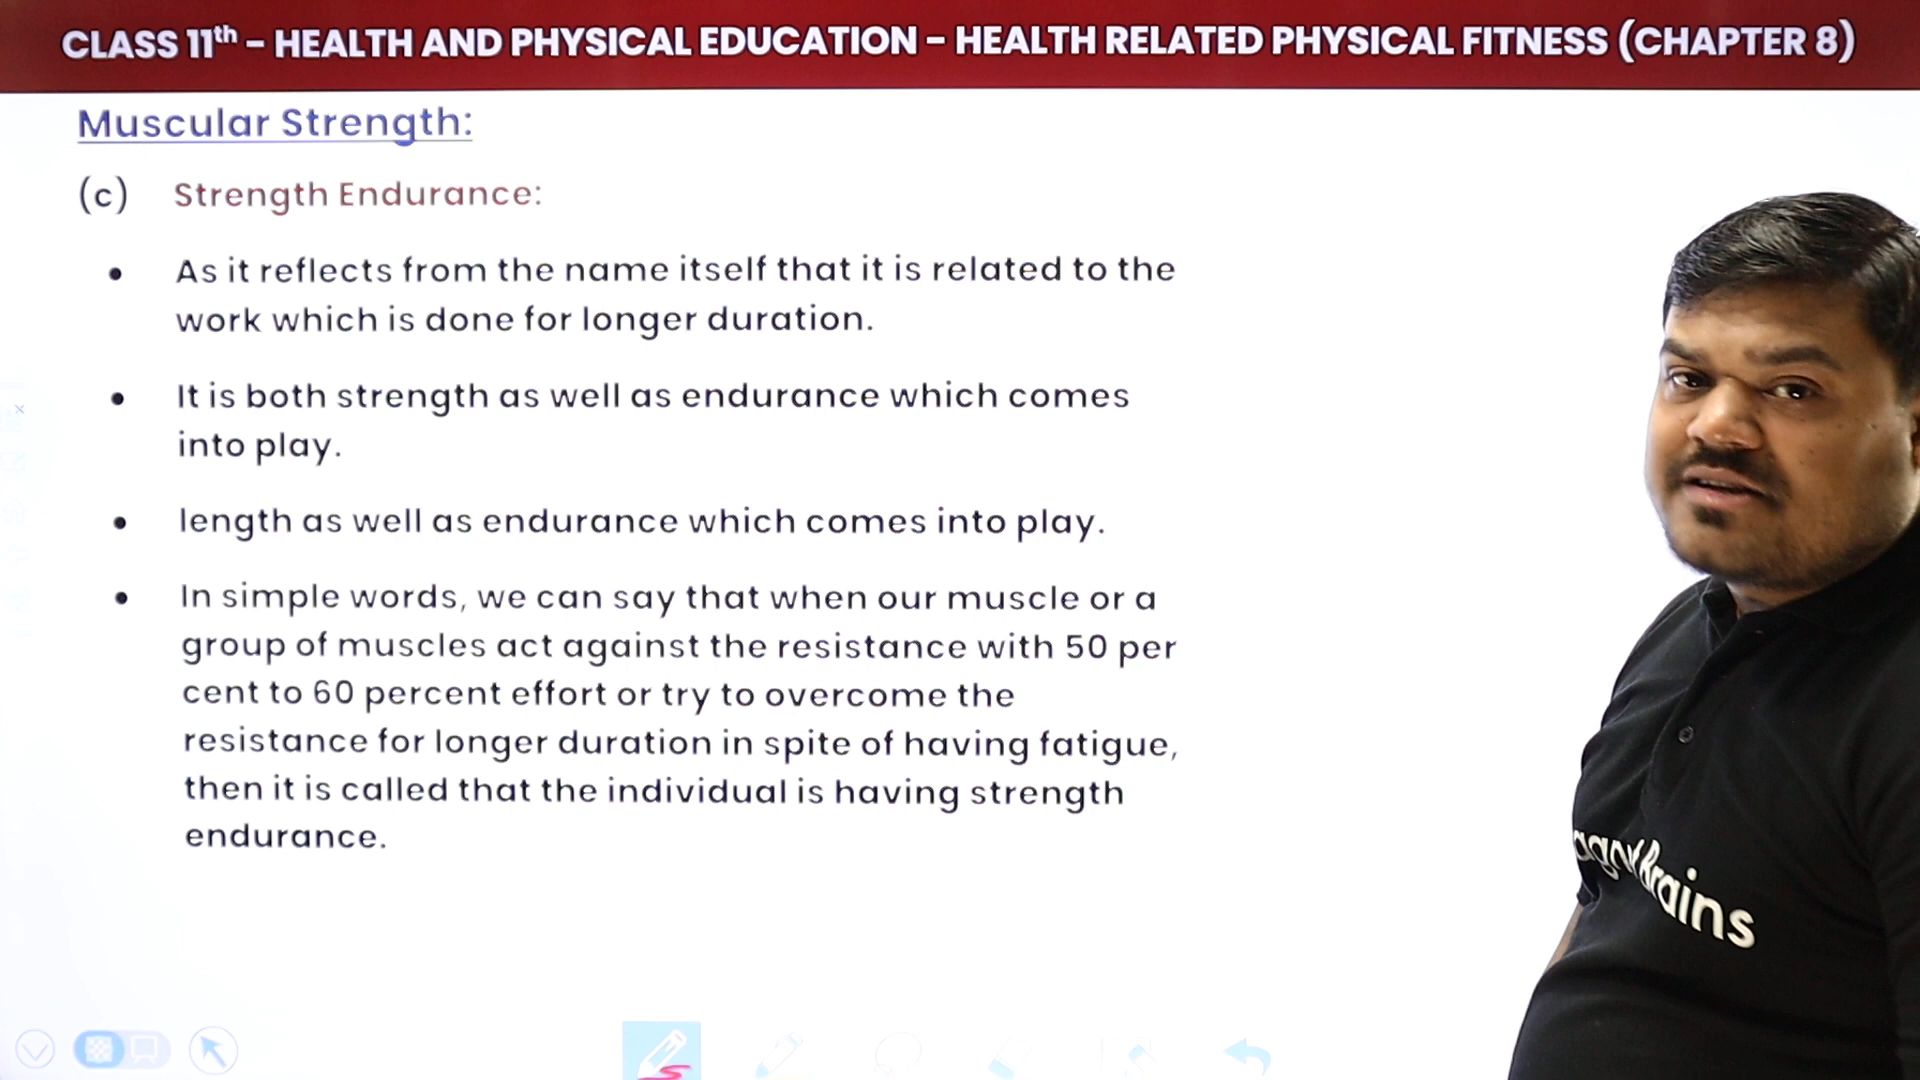 CLASS 11th – HEALTH AND PHYSICAL EDUCATION – HEALTH RELATED PHYSICAL FITNESS (CHAPTER 8)
Muscular Strength:
(c) Strength Endurance:
• As it reflects from the name itself that it is related to the
work which is done for longer duration.
• It is both strength as well as endurance which comes
into play.
• length as well as endurance which comes into play.
• In simple words, we can say that when our muscle or a
group of muscles act against the resistance with 50 per
cent to 60 percent effort or try to overcome the
resistance for longer duration in spite of having fatigue,
then it is called that the individual is having strength
endurance.
Brains